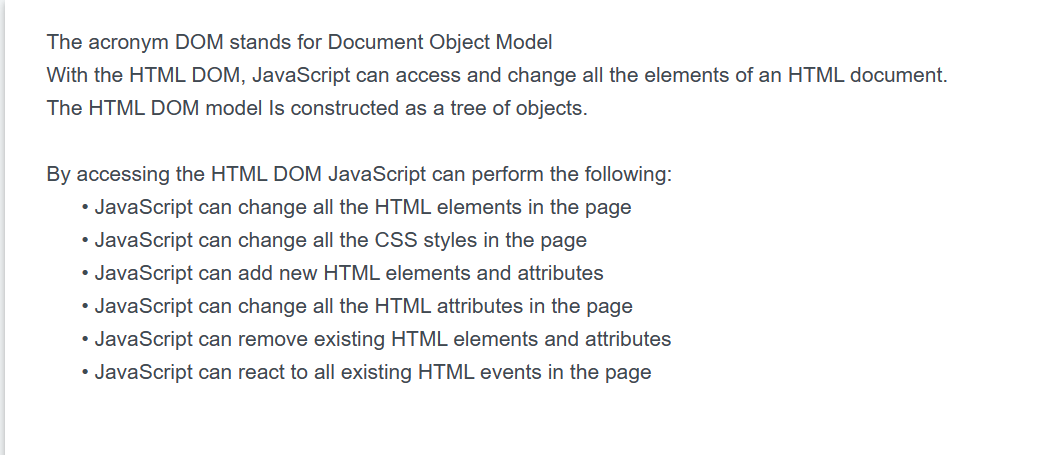 The acronym DOM stands for Document Object Model
With the HTML DOM, JavaScript can access and change all the elements of an HTML document.
The HTML DOM model Is constructed as a tree of objects.
By accessing the HTML DOM JavaScript can perform the following:
• JavaScript can change all the HTML elements in the page
• JavaScript can change all the CSS styles in the page
• JavaScript can add new HTML elements and attributes
• JavaScript can change all the HTML attributes in the page
• JavaScript can remove existing HTML elements and attributes
• JavaScript can react to all existing HTML events in the page